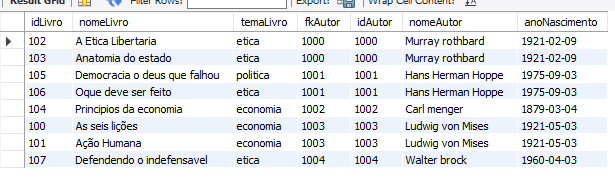 Result Grid Filter Rows: Export: Wrap Cell Content:
idLivro nomeLivro temaLivro fkAutor idAutor nomeAutor anoNascimento
102 A Etica Libertaria etica 1000 1000 Murray rothbard 1921-02-09
103 Anatomia do estado etica 1000 1000 Murray rothbard 1921-02-09
105 Democracia o deus que falhou politica 1001 1001 Hans Herman Hoppe 1975-09-03
106 Oque deve ser feito etica 1001 1001 Hans Herman Hoppe 1975-09-03
104 Principios da economia economia 1002 1002 Carl menger 1879-03-04
100 As seis lições economia 1003 1003 Ludwig von Mises 1921-05-03
101 Ação Humana economia 1003 1003 Ludwig von Mises 1921-05-03
107 Defendendo o indefensavel etica 1004 1004 Walter brock 1960-04-03